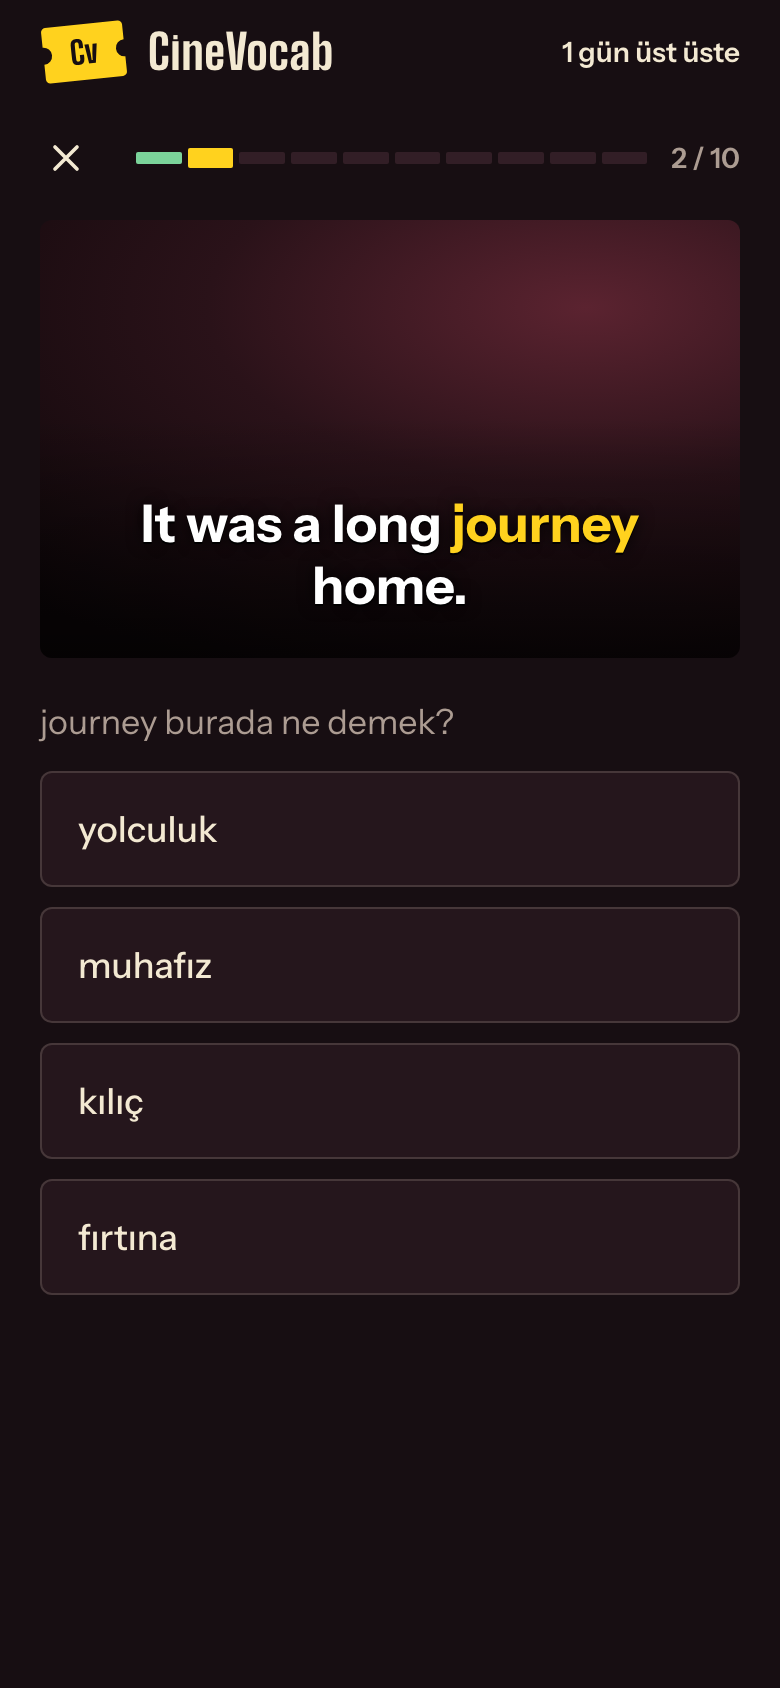 Cv CineVocab 1 gün üst üste
2 / 10
It was a long journey
home.
journey burada ne demek?
yolculuk
muhafız
kılıç
fırtına